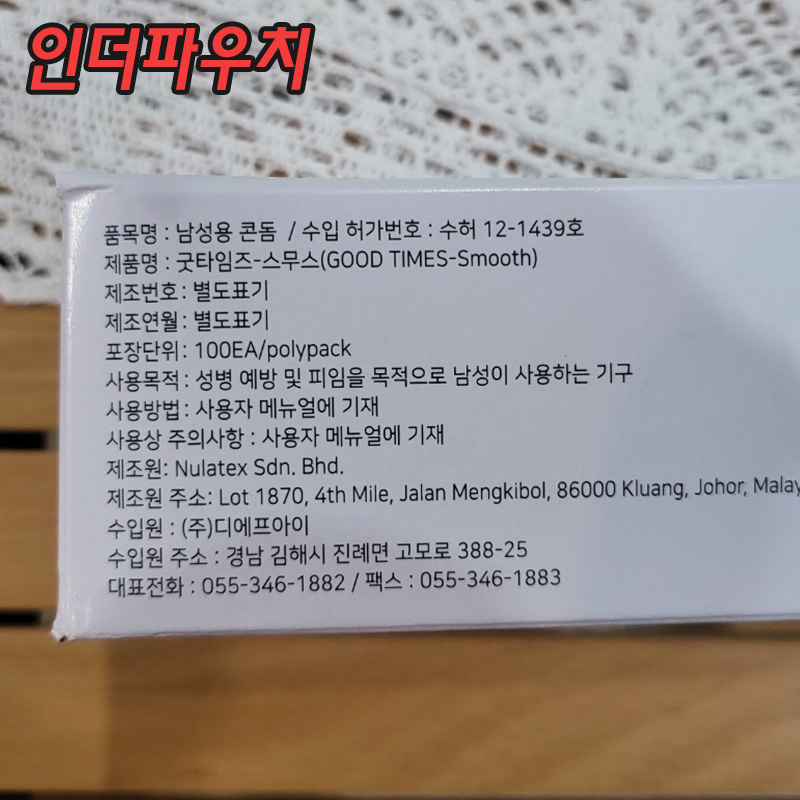 인더파우치
품목명 : 남성용 콘돔 / 수입 허가번호 : 수허 12-1439호
제품명 : 굿타임즈-스무스(GOOD TIMES-Smooth)
제조번호 : 별도표기
제조연월 : 별도표기
포장단위 : 100EA/polypack
사용목적 : 성병 예방 및 피임을 목적으로 남성이 사용하는 기구
사용방법 : 사용자 메뉴얼에 기재
사용상 주의사항 : 사용자 메뉴얼에 기재
제조원: Nulatex Sdn. Bhd.
제조원 주소: Lot 1870, 4th Mile, Jalan Mengkibol, 86000 Kluang, Johor, Malay
수입원 : (주)디에프아이
수입원 주소 : 경남 김해시 진례면 고모로 388-25
대표전화 : 055-346-1882 / 팩스 : 055-346-1883